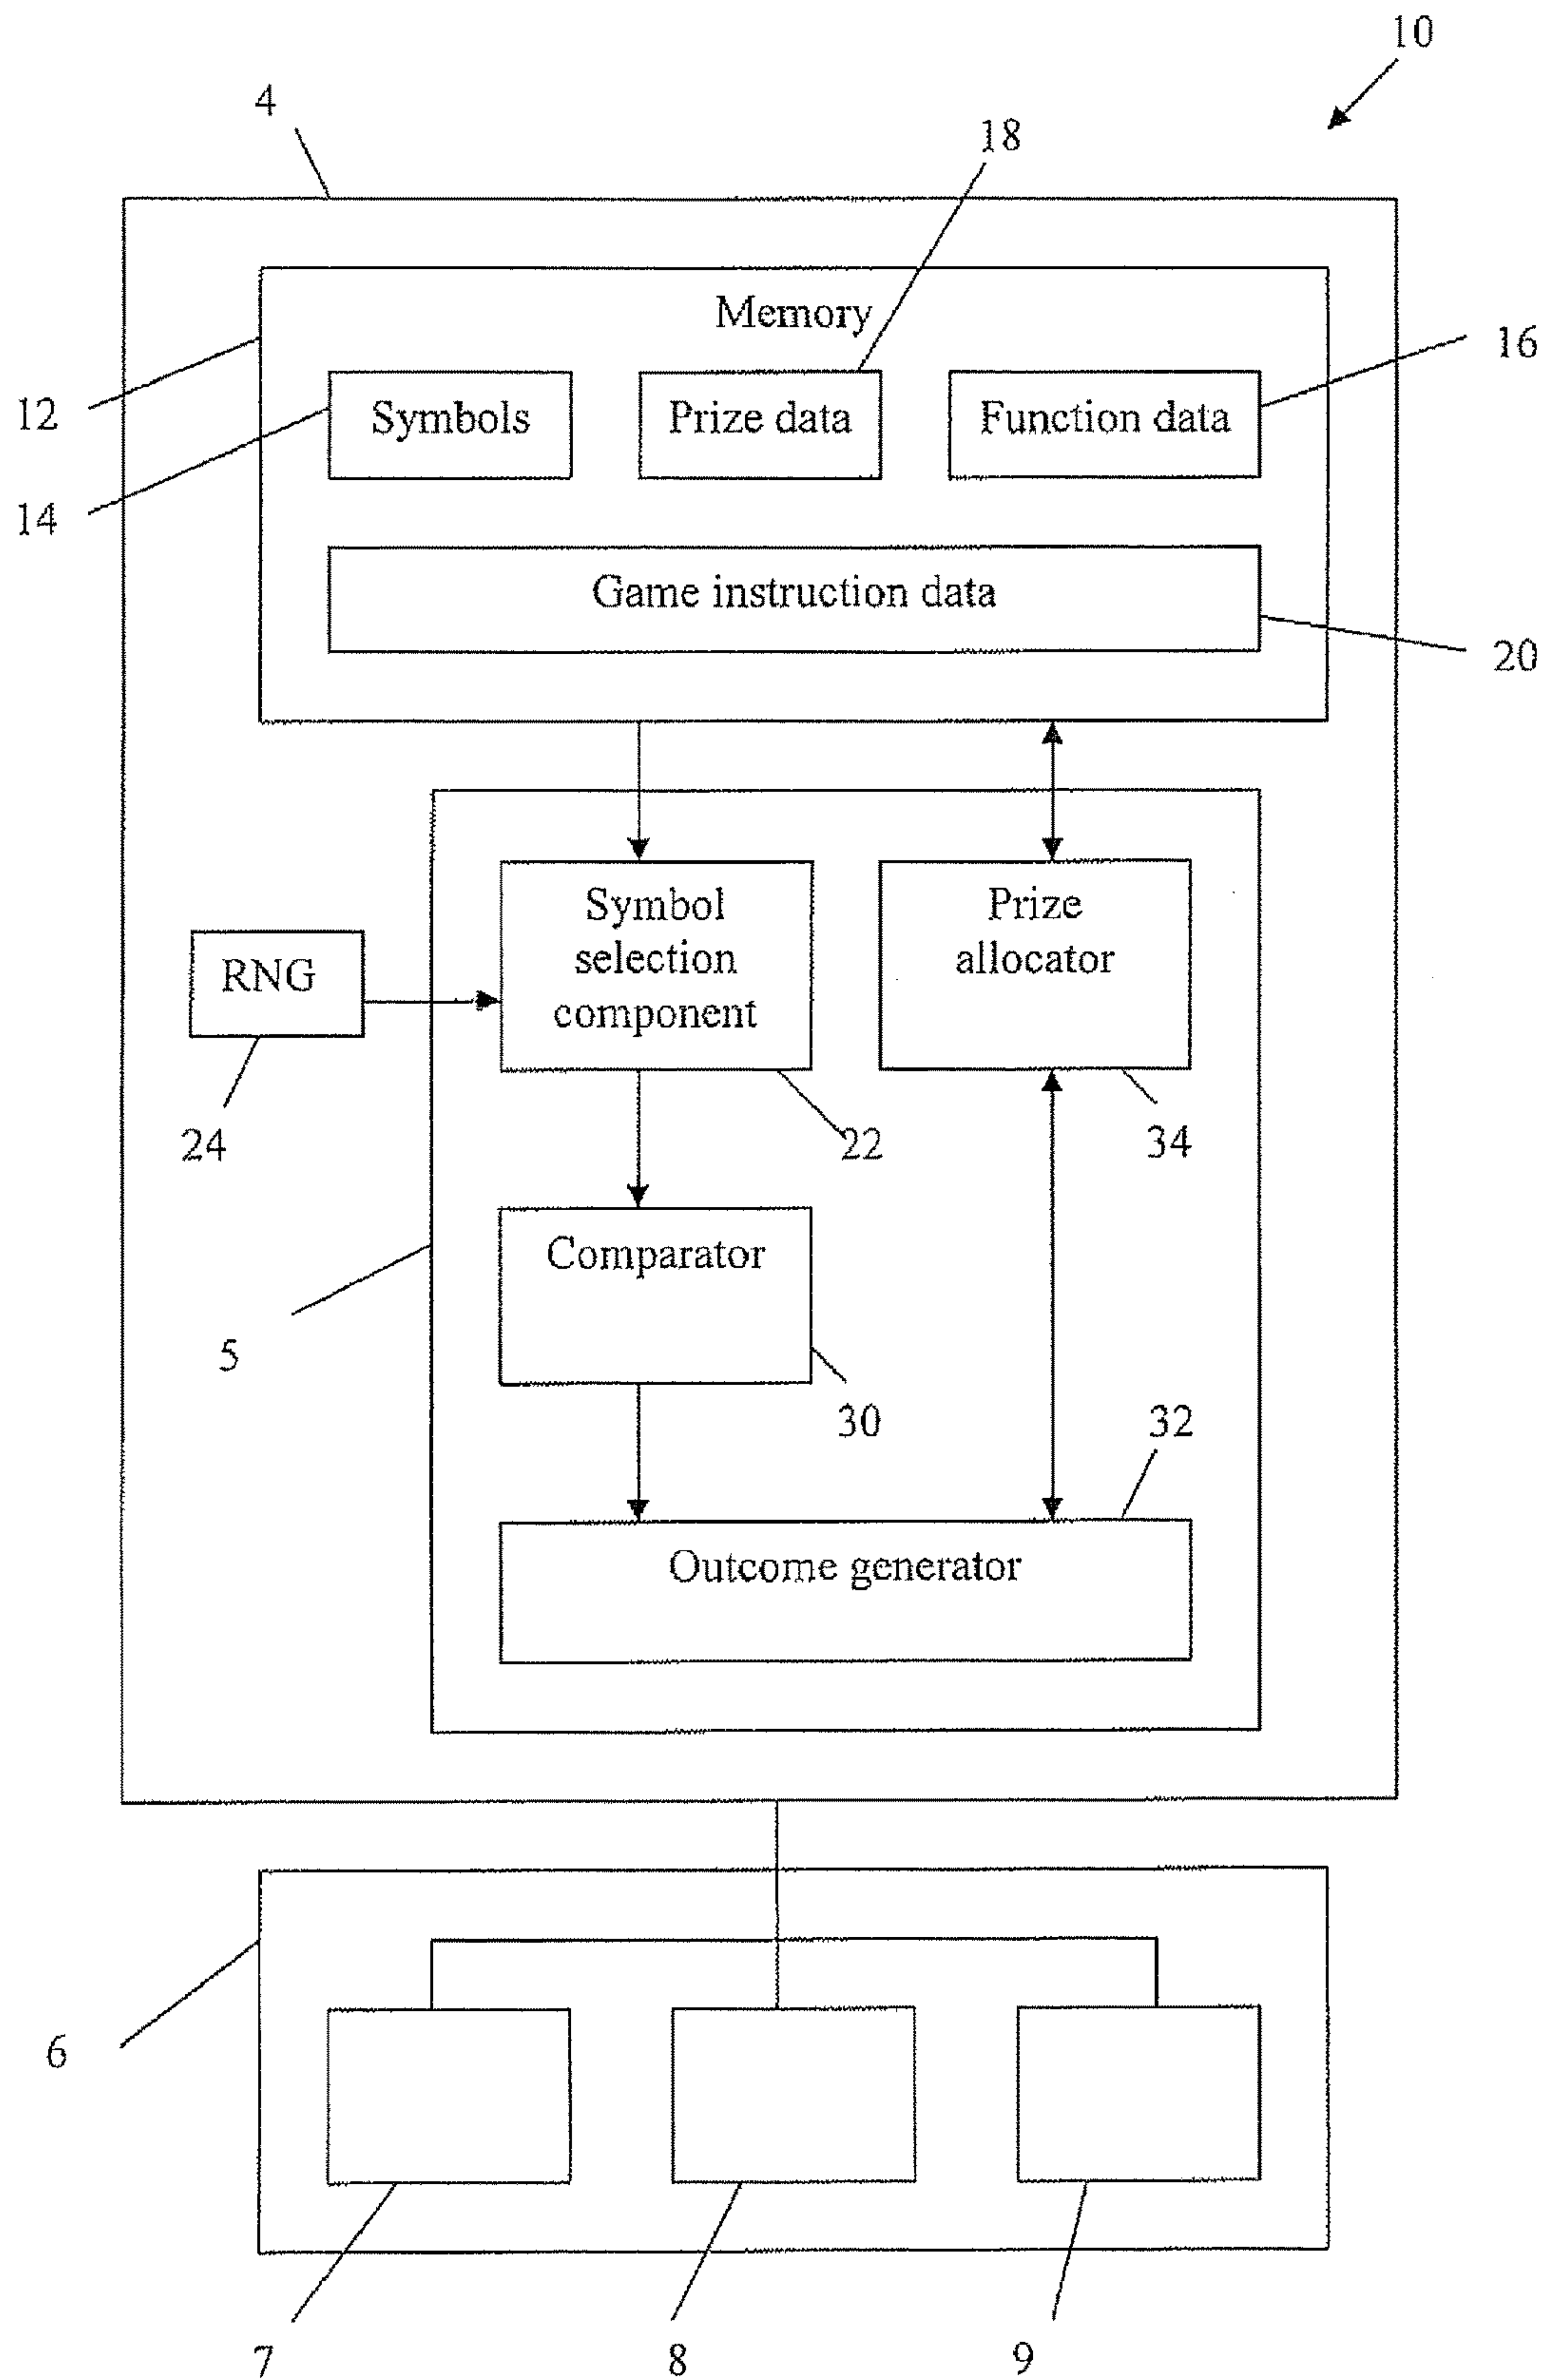 10
4
18
Memory
16
12
Symbols
Prize data
Function data
14
Game instruction data
20
Symbol
selection
component
Prize
allocator
RNG
24
22
34
Comparator
5
30
32
Outcome generator
6
7
8
9